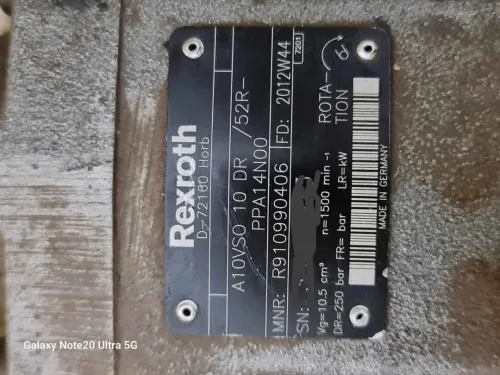 Rexroth
D-72160 Horb
7201
A10VSO 10 DR /52R-
PPA14N00
MNR: R910990406 FD: 2012W44
SN:
Vg=10.5 cm³ n=1500 min -1 ROTA-
TION
DR=250 bar FR= bar LR=kW
MADE IN GERMANY
Galaxy Note20 Ultra 5G